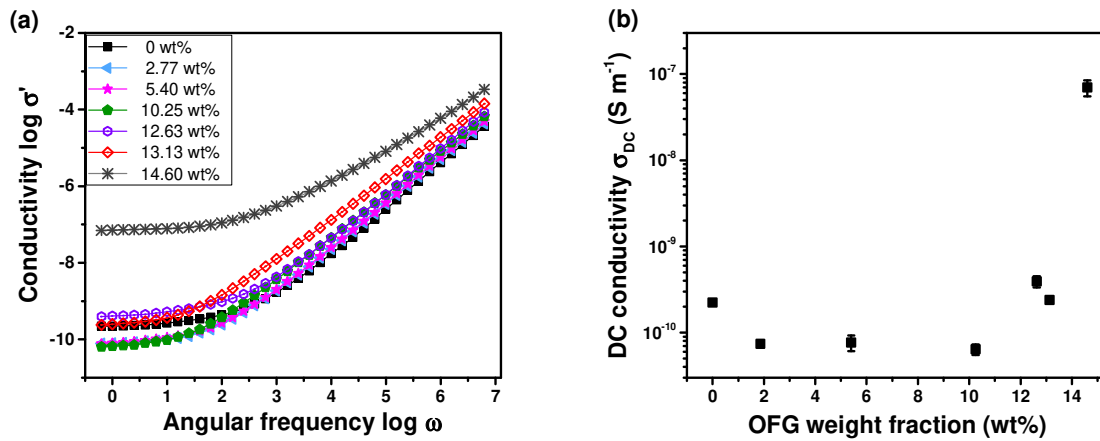 (a)
Conductivity log σ'
-2
-4
-6
-8
-10
0 wt%
2.77 wt%
5.40 wt%
10.25 wt%
12.63 wt%
13.13 wt%
14.60 wt%
0 1 2 3 4 5 6 7
Angular frequency log ω
(b)
DC conductivity σDC (S m⁻¹)
10⁻⁷
10⁻⁸
10⁻⁹
10⁻¹⁰
0 2 4 6 8 10 12 14
OFG weight fraction (wt%)